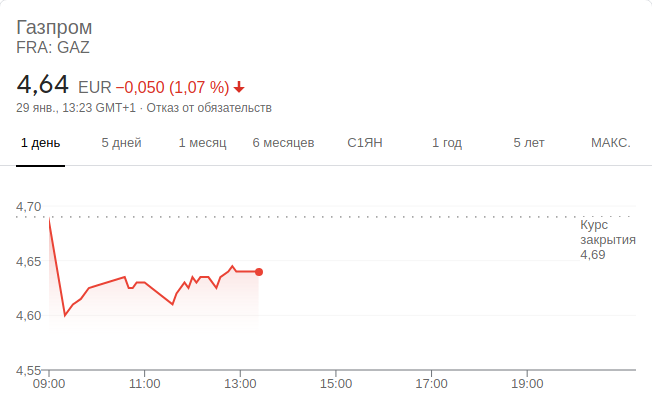 Газпром
FRA: GAZ
4,64 EUR −0,050 (1,07 %)
29 янв., 13:23 GMT+1 · Отказ от обязательств
1 день 5 дней 1 месяц 6 месяцев С1ЯН 1 год 5 лет МАКС.
4,70
Курс
закрытия
4,69
4,65
4,60
4,55
09:00 11:00 13:00 15:00 17:00 19:00